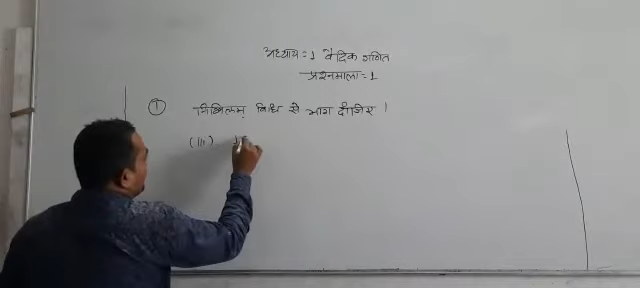 अध्याय = 1 वैदिक गणित
प्रश्नमाला = 1
① निखिलम् विधि से भाग दीजिए।
(iii)